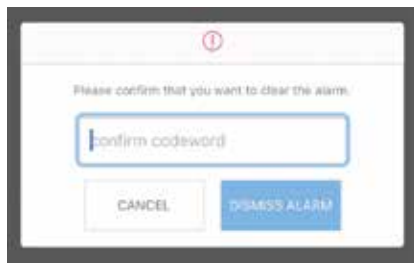 Please confirm that you want to clear the alarm.
confirm codeword
CANCEL
DISMISS ALARM